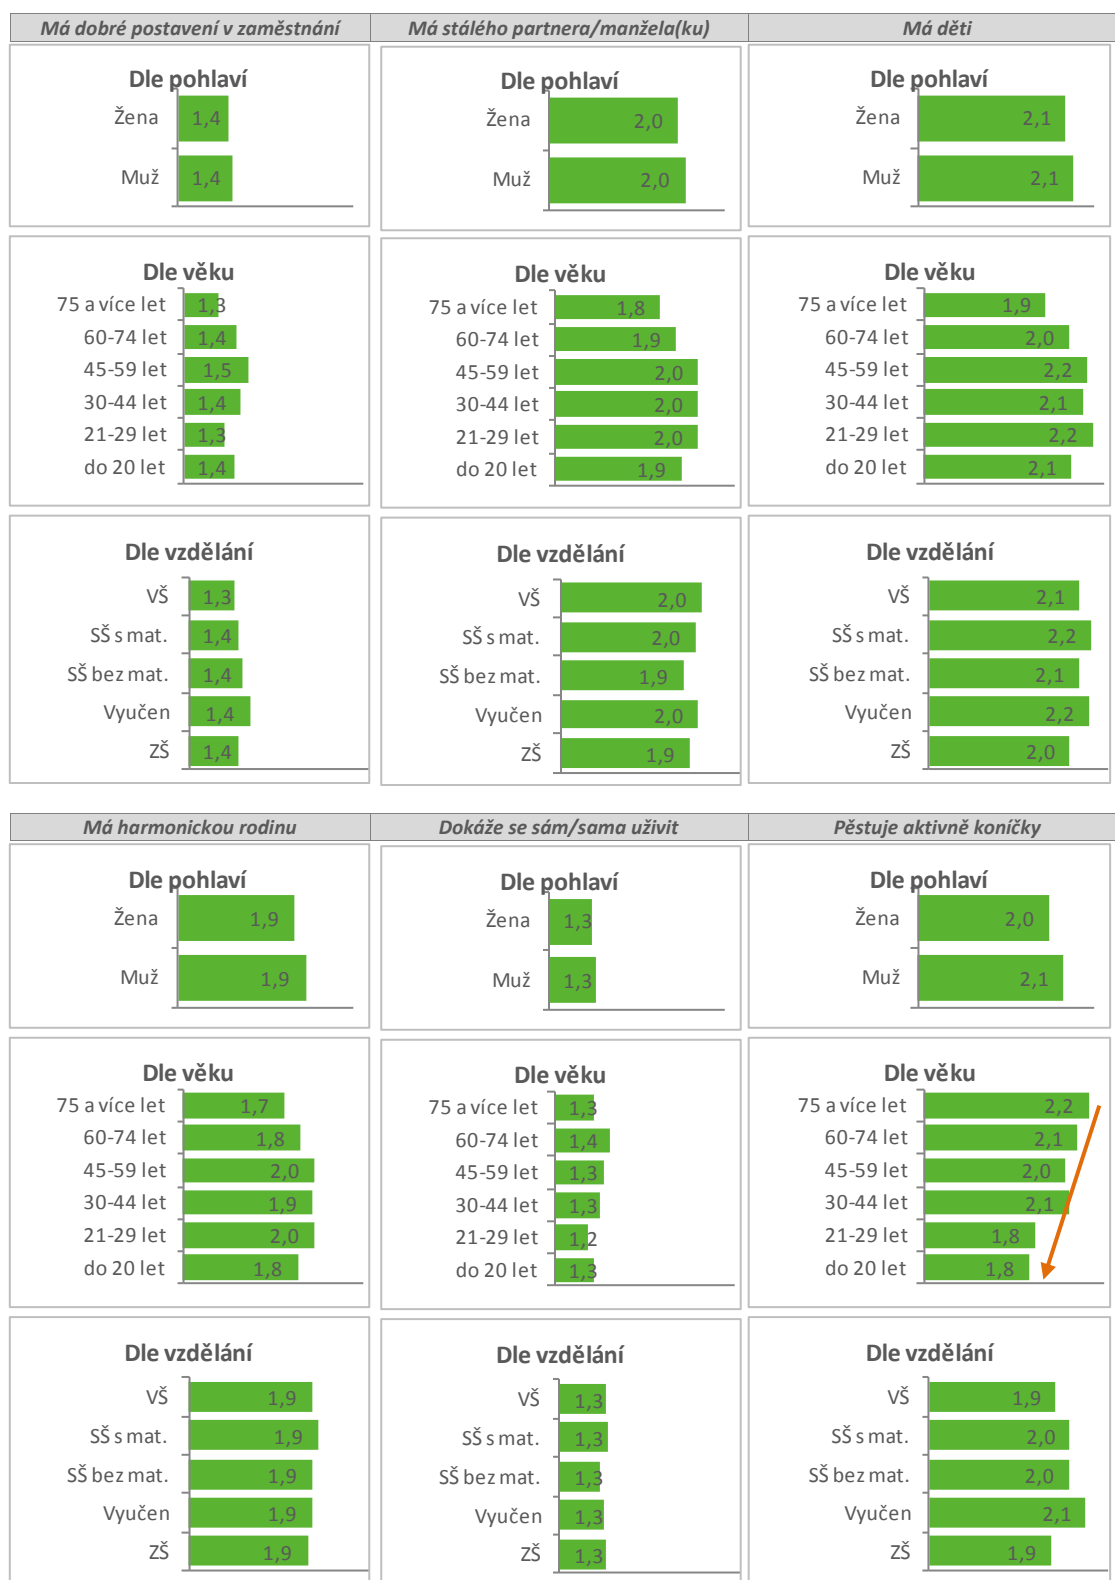 Má dobré postavení v zaměstnání
Má stálého partnera/manžela(ku)
Má děti
Dle pohlaví
Žena 1,4
Muž 1,4
Dle pohlaví
Žena 2,0
Muž 2,0
Dle pohlaví
Žena 2,1
Muž 2,1
Dle věku
75 a více let 1,3
60-74 let 1,4
45-59 let 1,5
30-44 let 1,4
21-29 let 1,3
do 20 let 1,4
Dle věku
75 a více let 1,8
60-74 let 1,9
45-59 let 2,0
30-44 let 2,0
21-29 let 2,0
do 20 let 1,9
Dle věku
75 a více let 1,9
60-74 let 2,0
45-59 let 2,2
30-44 let 2,1
21-29 let 2,2
do 20 let 2,1
Dle vzdělání
VŠ 1,3
SŠ s mat. 1,4
SŠ bez mat. 1,4
Vyučen 1,4
ZŠ 1,4
Dle vzdělání
VŠ 2,0
SŠ s mat. 2,0
SŠ bez mat. 1,9
Vyučen 2,0
ZŠ 1,9
Dle vzdělání
VŠ 2,1
SŠ s mat. 2,2
SŠ bez mat. 2,1
Vyučen 2,2
ZŠ 2,0
Má harmonickou rodinu
Dokáže se sám/sama uživit
Pěstuje aktivně koníčky
Dle pohlaví
Žena 1,9
Muž 1,9
Dle pohlaví
Žena 1,3
Muž 1,3
Dle pohlaví
Žena 2,0
Muž 2,1
Dle věku
75 a více let 1,7
60-74 let 1,8
45-59 let 2,0
30-44 let 1,9
21-29 let 2,0
do 20 let 1,8
Dle věku
75 a více let 1,3
60-74 let 1,4
45-59 let 1,3
30-44 let 1,3
21-29 let 1,2
do 20 let 1,3
Dle věku
75 a více let 2,2
60-74 let 2,1
45-59 let 2,0
30-44 let 2,1
21-29 let 1,8
do 20 let 1,8
Dle vzdělání
VŠ 1,9
SŠ s mat. 1,9
SŠ bez mat. 1,9
Vyučen 1,9
ZŠ 1,9
Dle vzdělání
VŠ 1,3
SŠ s mat. 1,3
SŠ bez mat. 1,3
Vyučen 1,3
ZŠ 1,3
Dle vzdělání
VŠ 1,9
SŠ s mat. 2,0
SŠ bez mat. 2,0
Vyučen 2,1
ZŠ 1,9